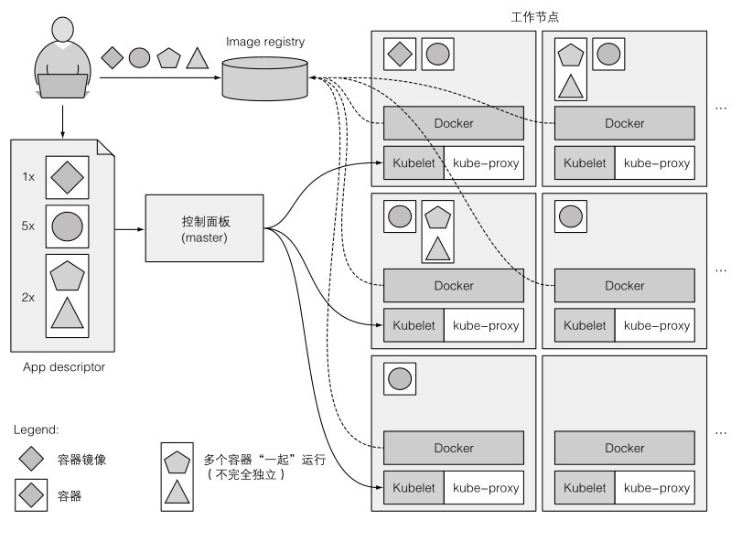 工作节点
Image registry
Docker
Docker
Kubelet
kube-proxy
Kubelet
kube-proxy
...
1x
5x
2x
App descriptor
控制面板
(master)
Docker
Docker
Kubelet
kube-proxy
Kubelet
kube-proxy
...
Docker
Docker
Kubelet
kube-proxy
Kubelet
kube-proxy
...
Legend:
容器镜像
容器
多个容器“一起”运行
（不完全独立）